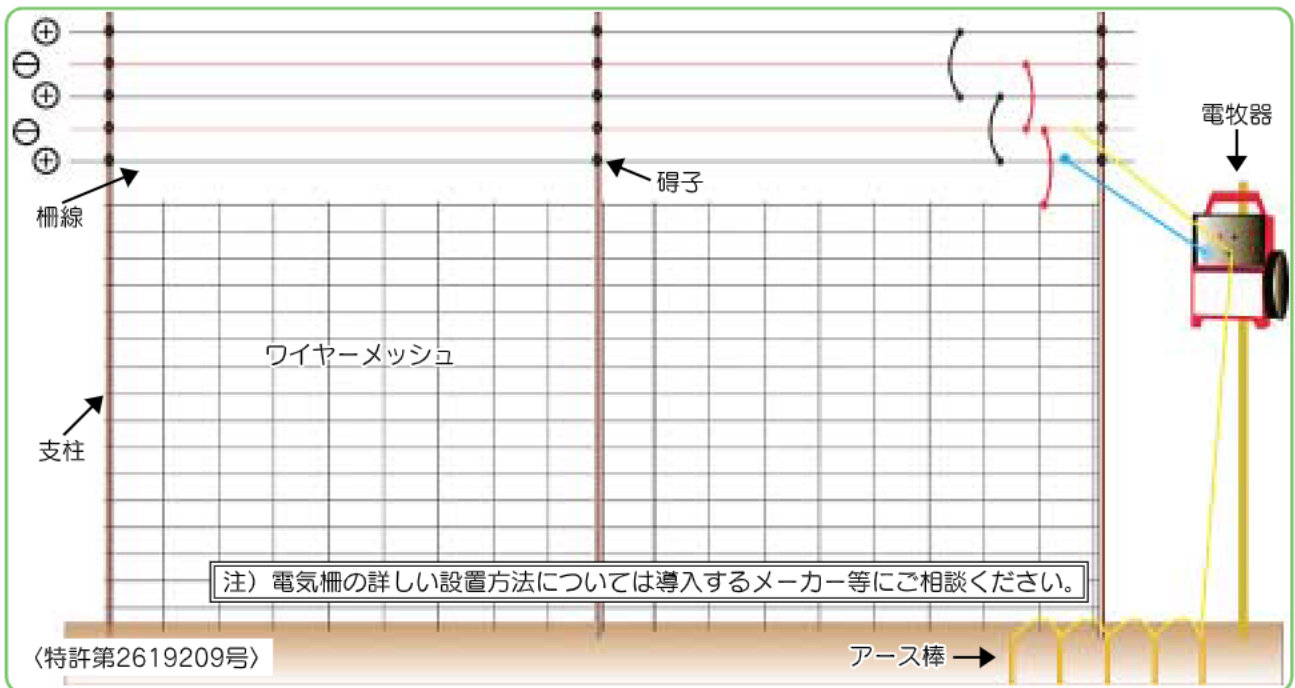 ⊕
⊖
⊕
⊖
⊕
電牧器
碍子
柵線
ワイヤーメッシュ
支柱
注）電気柵の詳しい設置方法については導入するメーカー等にご相談ください。
〈特許第2619209号〉
アース棒